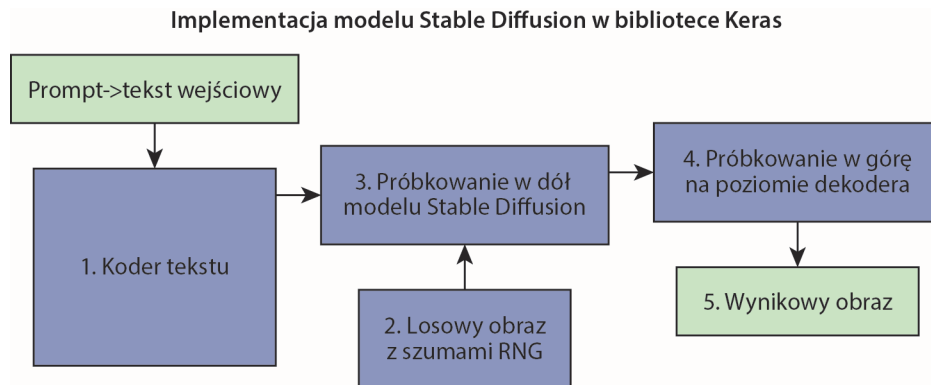 Implementacja modelu Stable Diffusion w bibliotece Keras
Prompt->tekst wejściowy
1. Koder tekstu
2. Losowy obraz
z szumami RNG
3. Próbkowanie w dół
modelu Stable Diffusion
4. Próbkowanie w górę
na poziomie dekodera
5. Wynikowy obraz